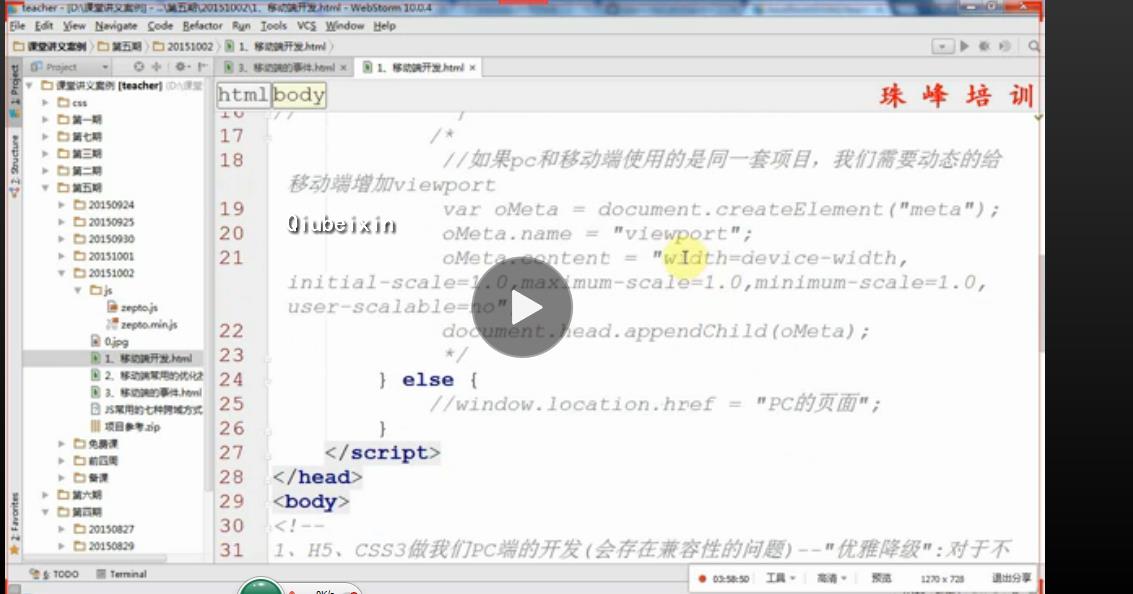 teacher - [D:\课堂讲义案例] - ...\第五期\20151002\1、移动端开发.html - WebStorm 10.0.4
File Edit View Navigate Code Refactor Run Tools VCS Window Help
课堂讲义案例 第五期 20151002 1、移动端开发.html
Project
3、移动端的事件.html
1、移动端开发.html
1: Project
2: Structure
2: Favorites
课堂讲义案例 [teacher] (D:\课堂
css
第一期
第七期
第三期
第二期
第五期
20150924
20150925
20150930
20151001
20151002
js
zepto.js
zepto.min.js
0.jpg
1、移动端开发.html
2、移动端常用的优化
3、移动端的事件.html
JS常用的七种跨域方式
项目参考.zip
免费课
前四周
备课
第六期
第四期
20150827
20150829
html body
珠峰培训
16 //
17 /*
18 //如果pc和移动端使用的是同一套项目，我们需要动态的给
移动端增加viewport
Qiubeixin
19 var oMeta = document.createElement("meta");
20 oMeta.name = "viewport";
21 oMeta.content = "width=device-width,
initial-scale=1.0,maximum-scale=1.0,minimum-scale=1.0,
user-scalable=no"
22 document.head.appendChild(oMeta);
23 */
24 } else {
25 //window.location.href = "PC的页面";
26 }
27 </script>
28 </head>
29 <body>
30 <!--
31 1、H5、CSS3做我们PC端的开发(会存在兼容性的问题)--"优雅降级":对于不
6: TODO Terminal
03:58:50 工具 高清 预览 1270 x 728 退出分享